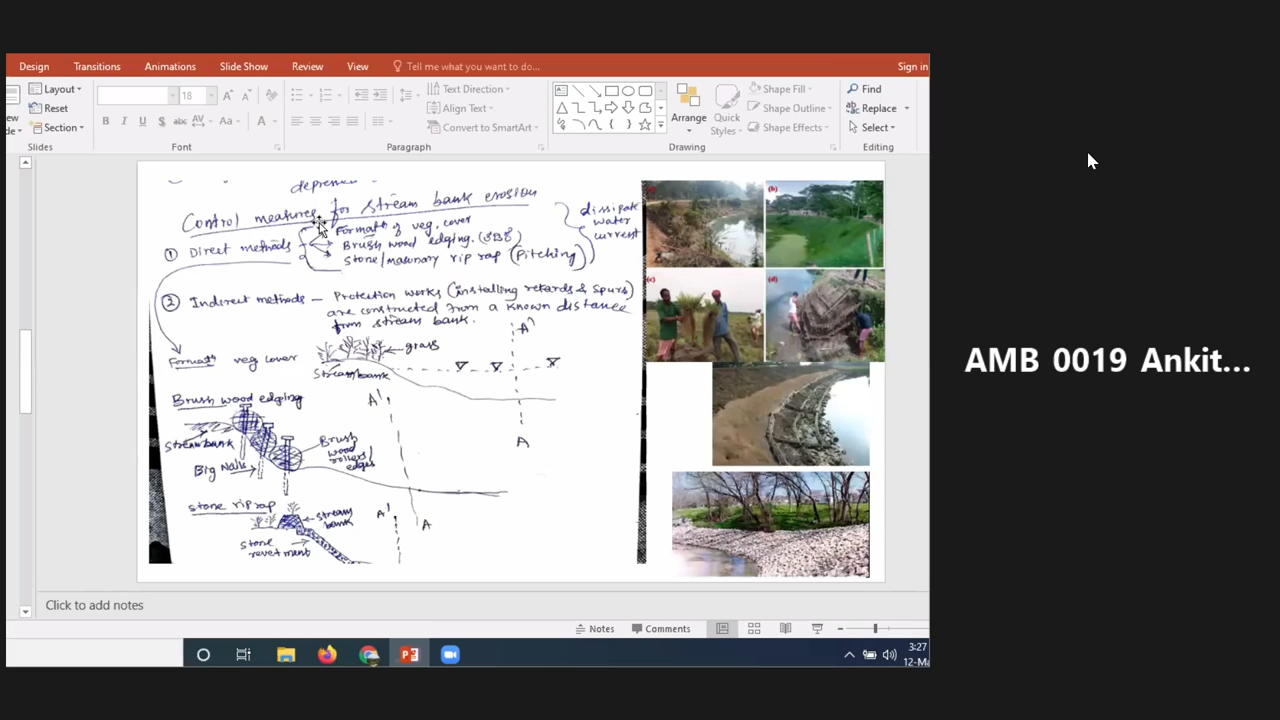 Design Transitions Animations Slide Show Review View Tell me what you want to do... Sign in
Layout
Reset
Section
Slides
18
Aa
Font
Text Direction
Align Text
Convert to SmartArt
Paragraph
Arrange
Quick
Styles
Shape Fill
Shape Outline
Shape Effects
Drawing
Find
Replace
Select
Editing
Control measures for stream bank erosion
① Direct methods
Formatn of veg. cover
Brush wood edging.
Stone/masonary rip rap (Pitching)
dissipate
water
current
② Indirect methods – Protection works (installing retards & spurs)
are constructed from a known distance
from stream bank.
Formatn veg cover
grass
Stream bank
A'
A
Brush wood edging
A'
Stream bank
Big Nails
Brush
wood
rollers/
edges
A
stone rip rap
stream
bank
A'
stone
revetment
(a)
(b)
(c)
(d)
AMB 0019 Ankit...
Click to add notes
Notes Comments
3:27
12-Ma